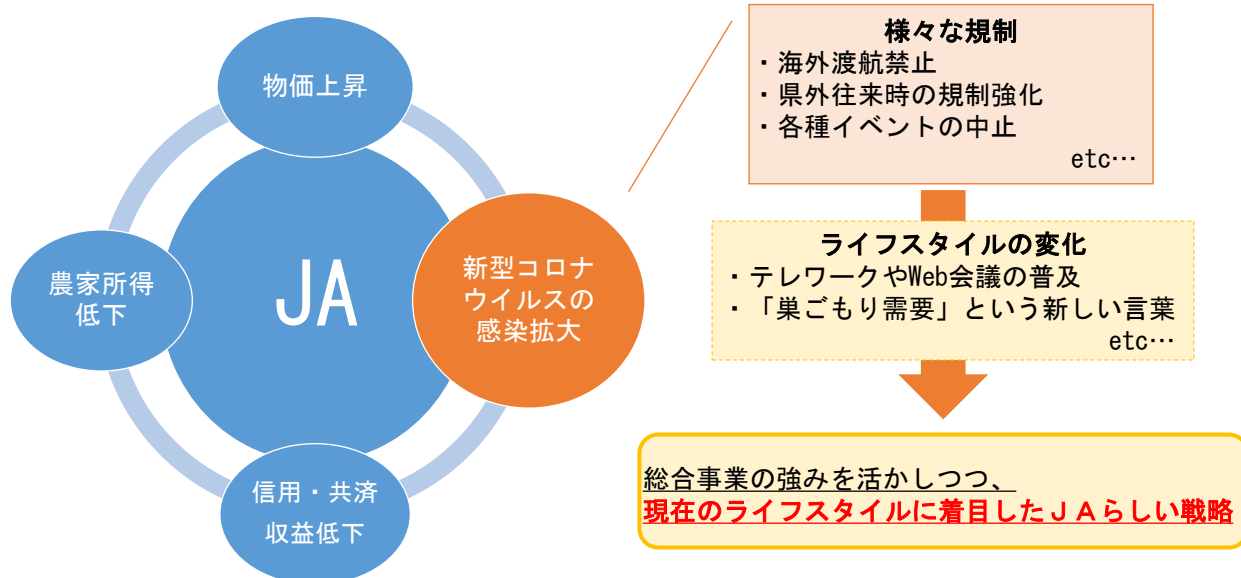 物価上昇
農家所得
低下
JA
新型コロナ
ウイルスの
感染拡大
信用・共済
収益低下
様々な規制
・海外渡航禁止
・県外往来時の規制強化
・各種イベントの中止
etc…
ライフスタイルの変化
・テレワークやWeb会議の普及
・「巣ごもり需要」という新しい言葉
etc…
総合事業の強みを活かしつつ、
現在のライフスタイルに着目したＪＡらしい戦略